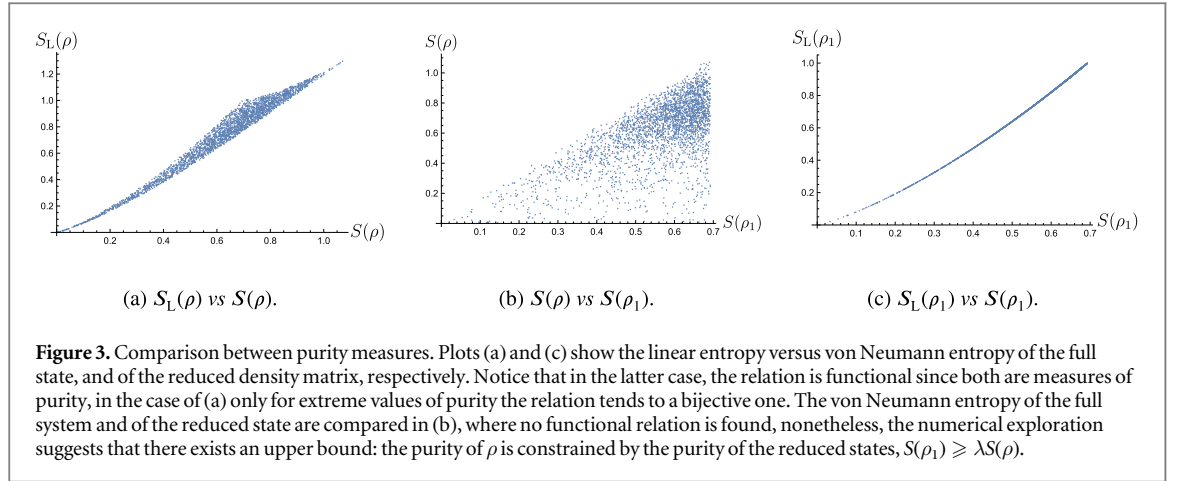 S_L(ρ)
1.2
1.0
0.8
0.6
0.4
0.2
0.2 0.4 0.6 0.8 1.0
S(ρ)
S(ρ)
1.0
0.8
0.6
0.4
0.2
0.1 0.2 0.3 0.4 0.5 0.6 0.7
S(ρ₁)
S_L(ρ₁)
1.0
0.8
0.6
0.4
0.2
0.1 0.2 0.3 0.4 0.5 0.6 0.7
S(ρ₁)
(a) S_L(ρ) vs S(ρ).
(b) S(ρ) vs S(ρ₁).
(c) S_L(ρ₁) vs S(ρ₁).
Figure 3. Comparison between purity measures. Plots (a) and (c) show the linear entropy versus von Neumann entropy of the full
state, and of the reduced density matrix, respectively. Notice that in the latter case, the relation is functional since both are measures of
purity, in the case of (a) only for extreme values of purity the relation tends to a bijective one. The von Neumann entropy of the full
system and of the reduced state are compared in (b), where no functional relation is found, nonetheless, the numerical exploration
suggests that there exists an upper bound: the purity of ρ is constrained by the purity of the reduced states, S(ρ₁) ⩾ λS(ρ).